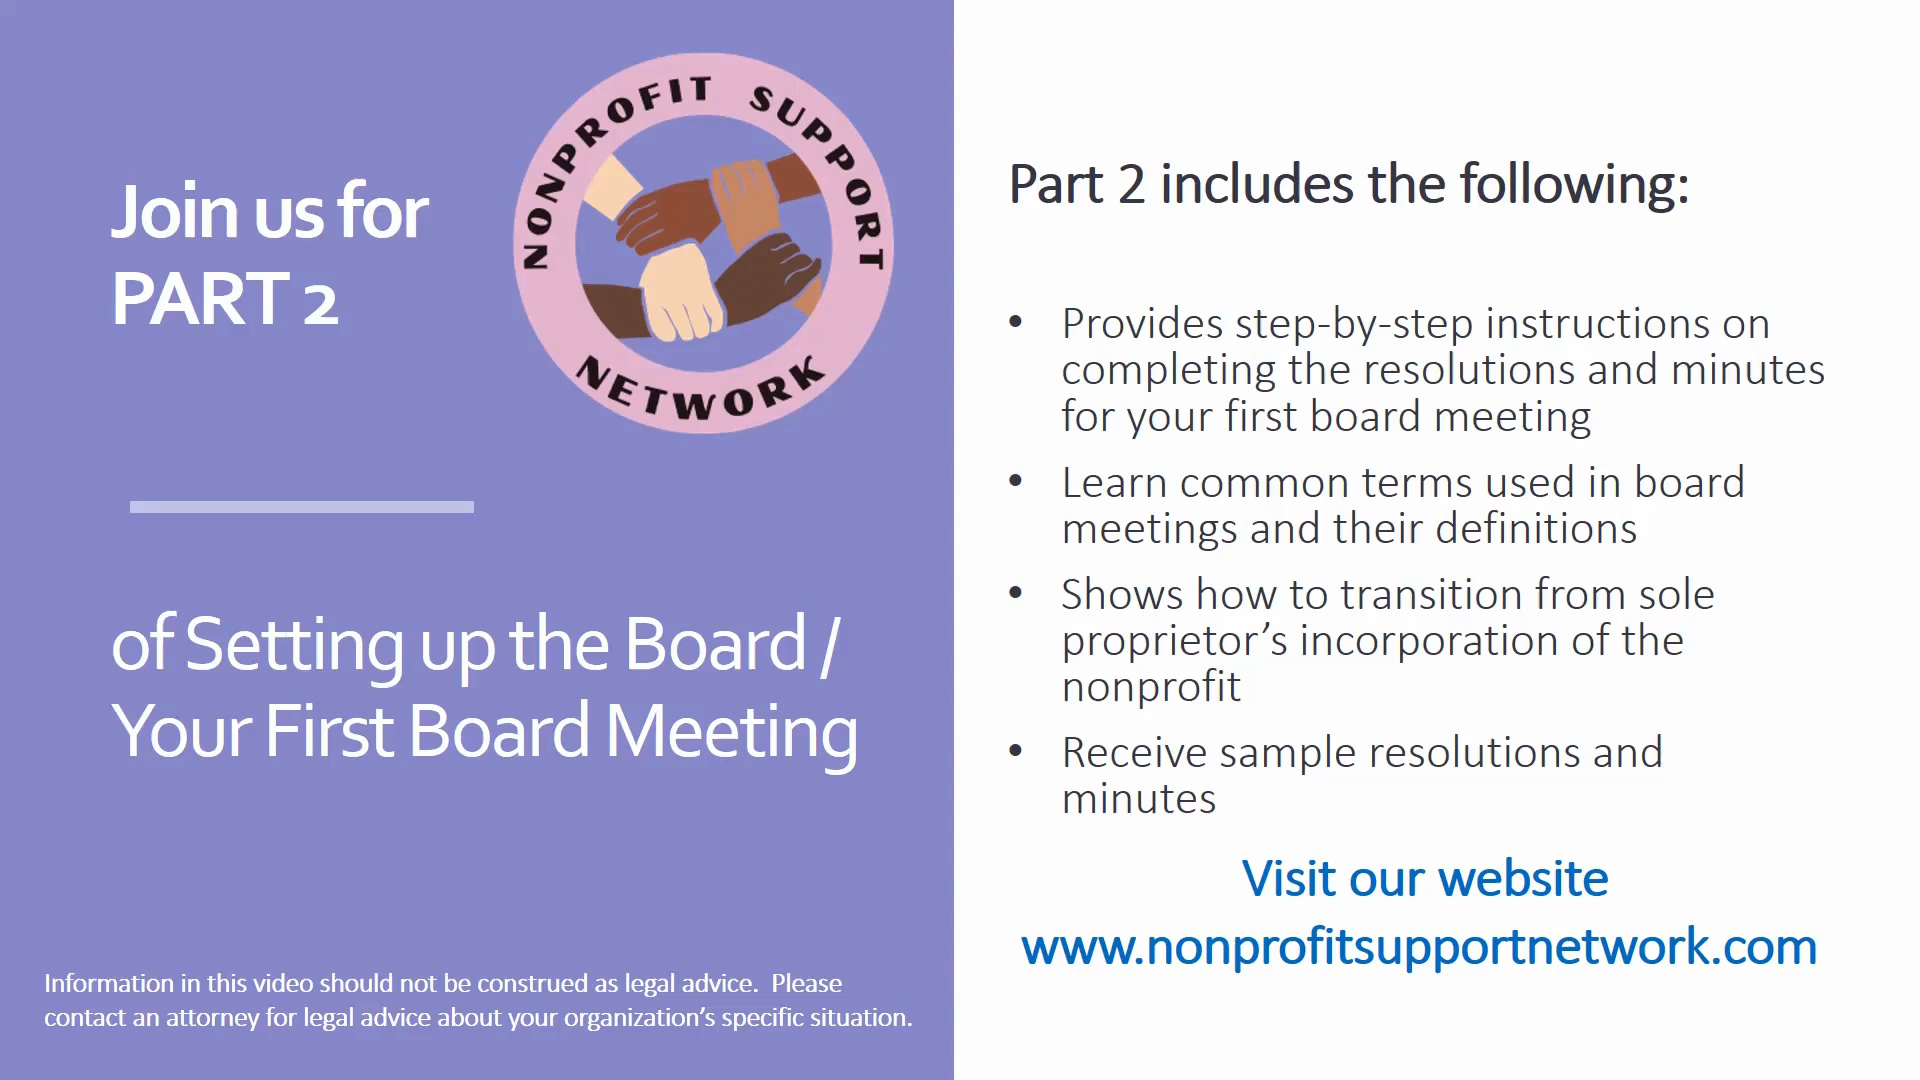 Join us for
PART 2
NONPROFIT SUPPORT
NETWORK
of Setting up the Board /
Your First Board Meeting
Information in this video should not be construed as legal advice.  Please
contact an attorney for legal advice about your organization's specific situation.
Part 2 includes the following:
• Provides step-by-step instructions on
completing the resolutions and minutes
for your first board meeting
• Learn common terms used in board
meetings and their definitions
• Shows how to transition from sole
proprietor's incorporation of the
nonprofit
• Receive sample resolutions and
minutes
Visit our website
www.nonprofitsupportnetwork.com